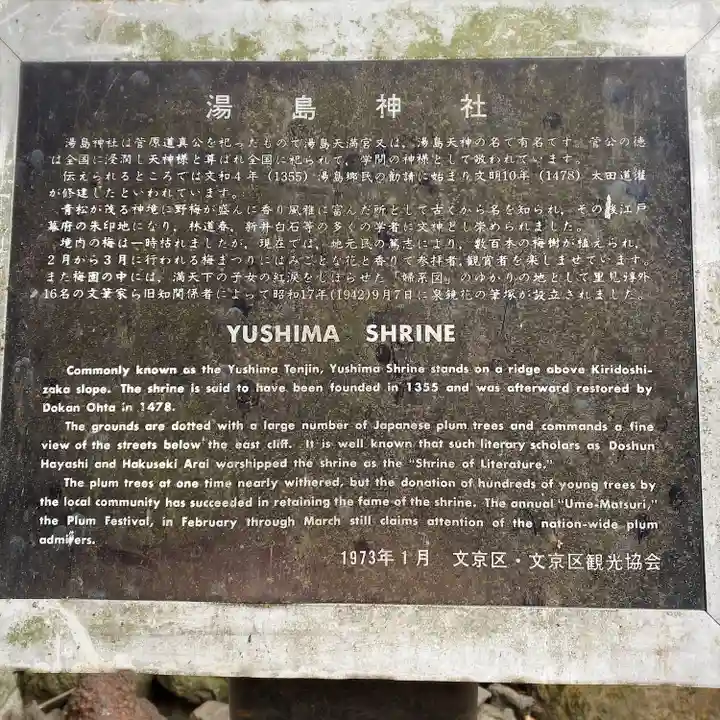 湯島神社
湯島神社は菅原道真公を祀ったもので湯島天満宮又は、湯島天神の名で有名です。菅公の徳
は全国に浸潤し天神様と尊ばれ全国に祀られて、学問の神様として敬われています。
伝えられるところでは文和4年(1355)湯島郷民の勧請に始まり文明10年(1478)太田道灌
が修建したといわれています。
青松が茂る神境に野梅が盛んに香り風雅に富んだ所として古くから名を知られ、その後江戸
幕府の朱印地になり、林道春、新井白石等の多くの学者に文神とし崇められました。
境内の梅は一時枯れましたが、現在では、地元民の篤志により、数百本の梅樹が植えられ、
2月から3月に行われる梅まつりにはみごとな花と香りて参拝者、観賞者を楽しませています。
また梅園の中には、満天下の子女の紅涙をしぼらせた「婦系図」のゆかりの地として里見弴外
16名の文筆家ら旧知関係者によって昭和17年(1942)9月7日に泉鏡花の筆塚が設立されました。
YUSHIMA SHRINE
Commonly known as the Yushima Tenjin, Yushima Shrine stands on a ridge above Kiridoshi-
zaka slope. The shrine is said to have been founded in 1355 and was afterward restored by
Dokan Ohta in 1478.
The grounds are dotted with a large number of Japanese plum trees and commands a fine
view of the streets below the east cliff. It is well known that such literary scholars as Doshun
Hayashi and Hakuseki Arai worshipped the shrine as the "Shrine of Literature."
The plum trees at one time nearly withered, but the donation of hundreds of young trees by
the local community has succeeded in retaining the fame of the shrine. The annual "Ume-Matsuri,"
the Plum Festival, in February through March still claims attention of the nation-wide plum
admirers.
1973年1月 文京区・文京区観光協会